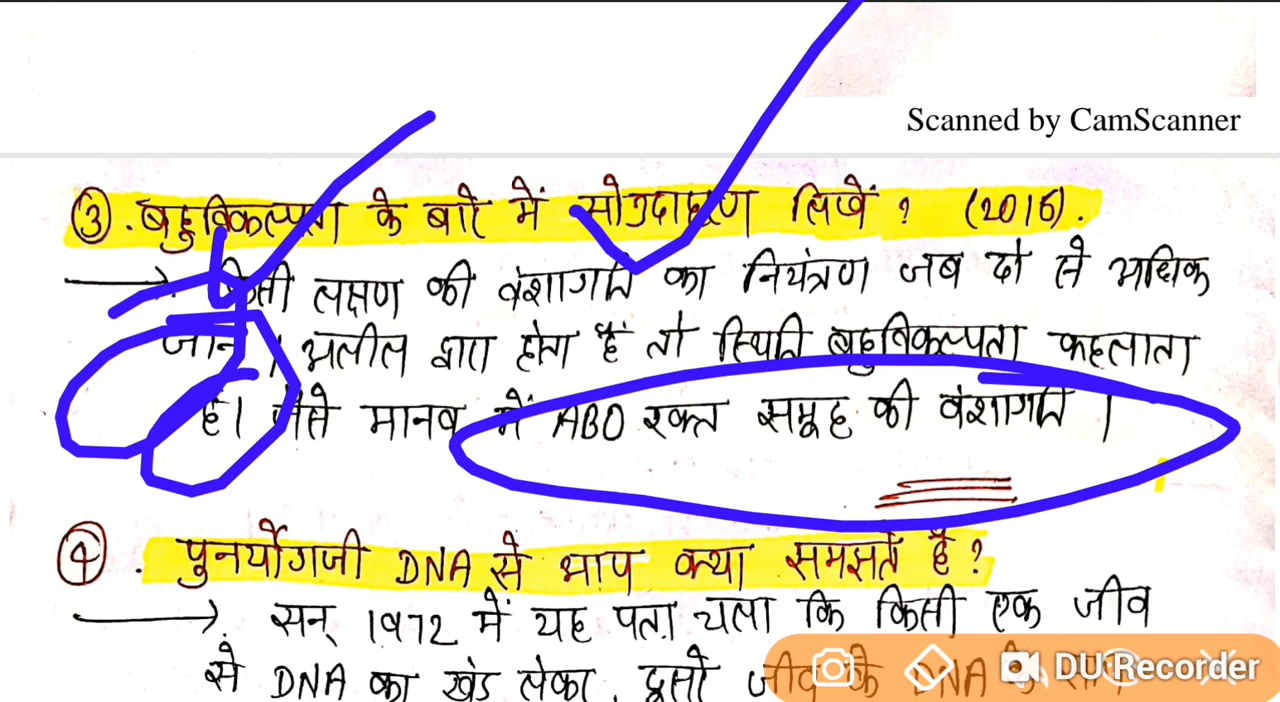 Scanned by CamScanner
③. बहुविकल्पता के बारे में सोउदाहरण लिखें ? (2016).
→ किसी लक्षण की वंशागति का नियंत्रण जब दो से अधिक
जीन / अलील द्वारा होता है तो स्थिति बहुविकल्पता कहलाता
है। जैसे मानव में ABO रक्त समूह की वंशागति।
④. पुनर्योगजी DNA से आप क्या समझते है ?
→ सन् 1972 में यह पता चला कि किसी एक जीव
से DNA का खंड लेकर, दूसरे जीव के DNA के साथ
DU Recorder